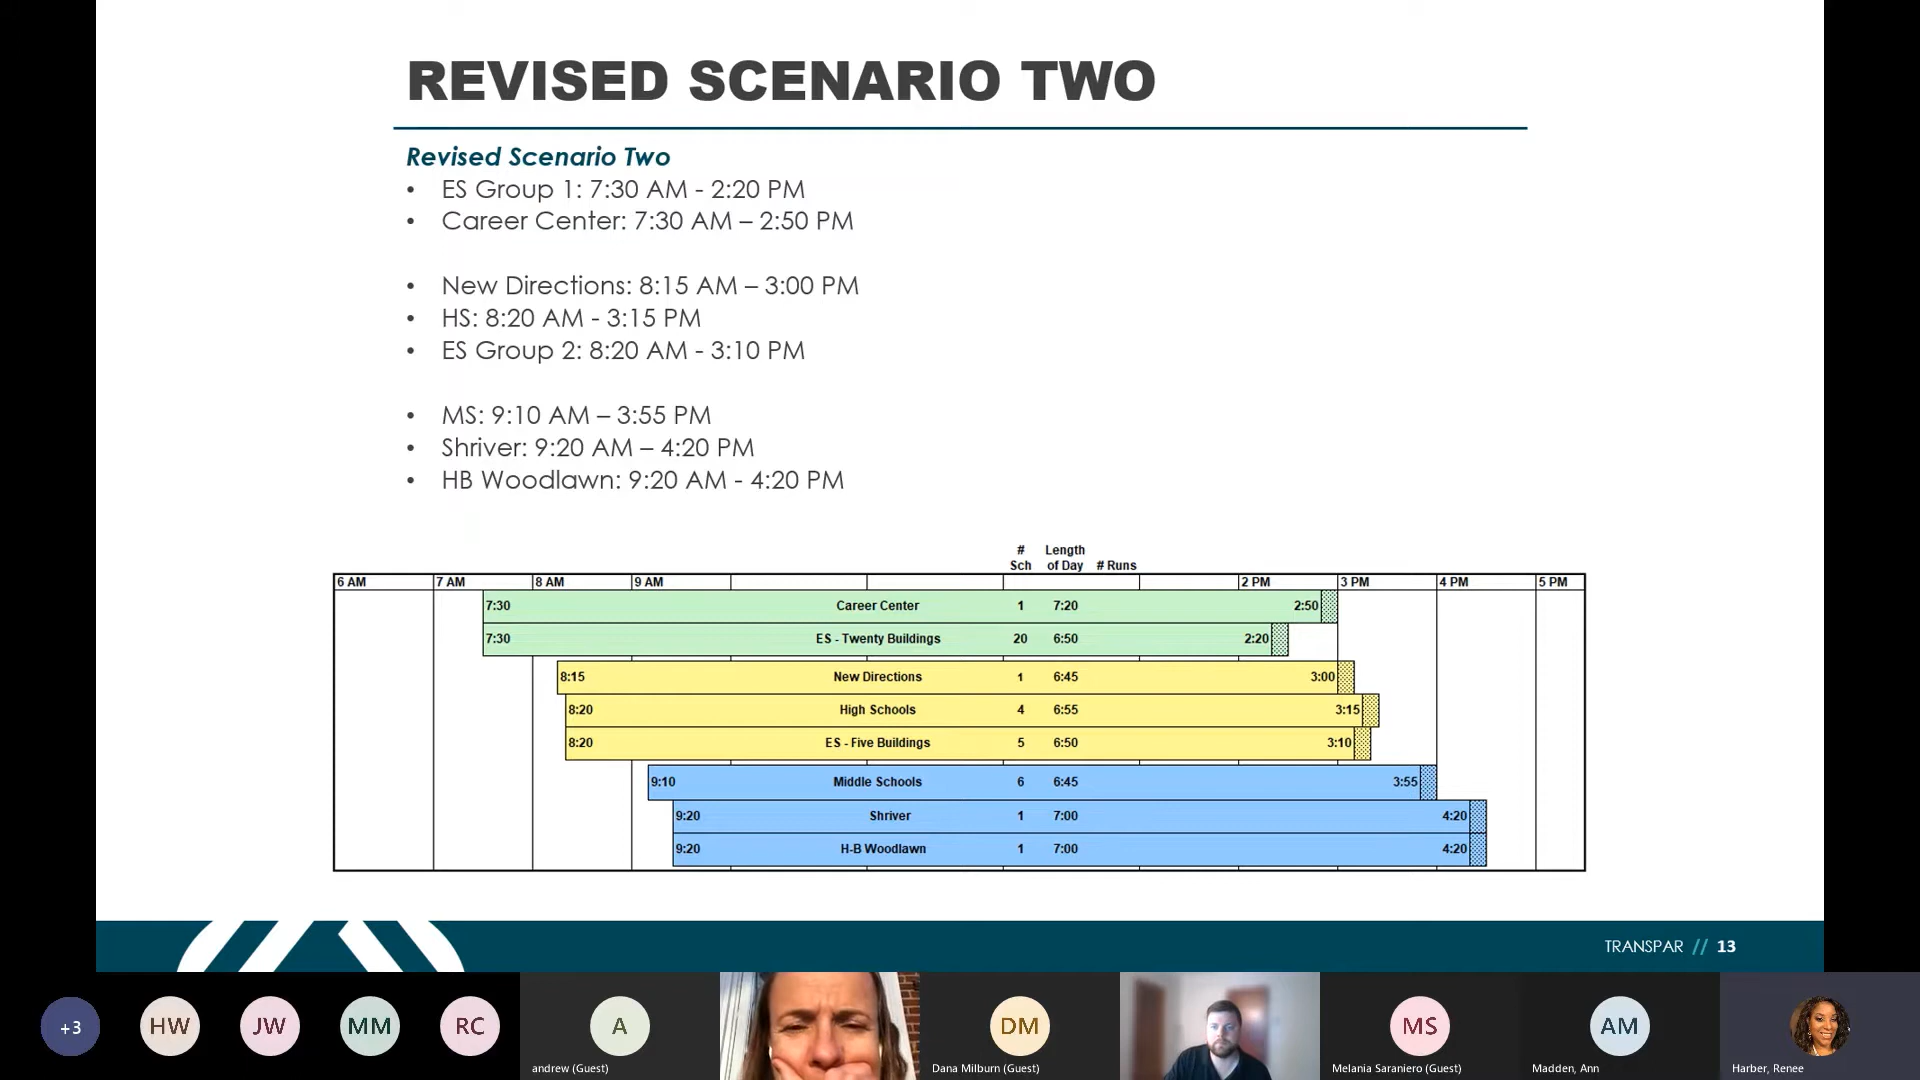 REVISED SCENARIO TWO
Revised Scenario Two
• ES Group 1: 7:30 AM - 2:20 PM
• Career Center: 7:30 AM – 2:50 PM
• New Directions: 8:15 AM – 3:00 PM
• HS: 8:20 AM - 3:15 PM
• ES Group 2: 8:20 AM - 3:10 PM
• MS: 9:10 AM – 3:55 PM
• Shriver: 9:20 AM – 4:20 PM
• HB Woodlawn: 9:20 AM - 4:20 PM
# Length
Sch of Day # Runs
6 AM 7 AM 8 AM 9 AM 2 PM 3 PM 4 PM 5 PM
7:30 Career Center 1 7:20 2:50
7:30 ES - Twenty Buildings 20 6:50 2:20
8:15 New Directions 1 6:45 3:00
8:20 High Schools 4 6:55 3:15
8:20 ES - Five Buildings 5 6:50 3:10
9:10 Middle Schools 6 6:45 3:55
9:20 Shriver 1 7:00 4:20
9:20 H-B Woodlawn 1 7:00 4:20
TRANSPAR // 13
+3 HW JW MM RC A DM MS AM
andrew (Guest) Dana Milburn (Guest) Melania Saraniero (Guest) Madden, Ann Harber, Renee